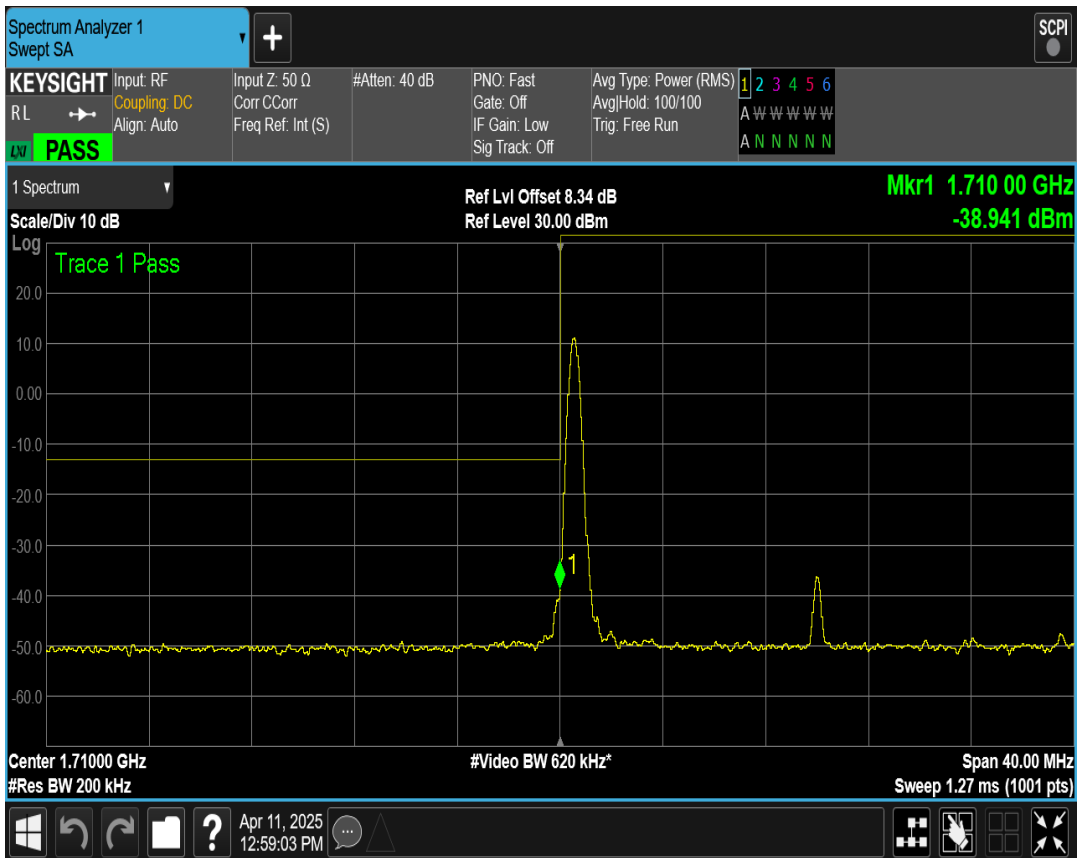 Spectrum Analyzer 1
Swept SA
+
SCPI
KEYSIGHT
RL
LXI PASS
Input: RF
Coupling: DC
Align: Auto
Input Z: 50 Ω
Corr CCorr
Freq Ref: Int (S)
#Atten: 40 dB
PNO: Fast
Gate: Off
IF Gain: Low
Sig Track: Off
Avg Type: Power (RMS)
Avg|Hold: 100/100
Trig: Free Run
1 2 3 4 5 6
A W W W W W
A N N N N N
1 Spectrum
Scale/Div 10 dB
Ref Lvl Offset 8.34 dB
Ref Level 30.00 dBm
Mkr1 1.710 00 GHz
-38.941 dBm
Log
Trace 1 Pass
20.0
10.0
0.00
-10.0
-20.0
-30.0
1
-40.0
-50.0
-60.0
Center 1.71000 GHz
#Res BW 200 kHz
#Video BW 620 kHz*
Span 40.00 MHz
Sweep 1.27 ms (1001 pts)
?
Apr 11, 2025
12:59:03 PM